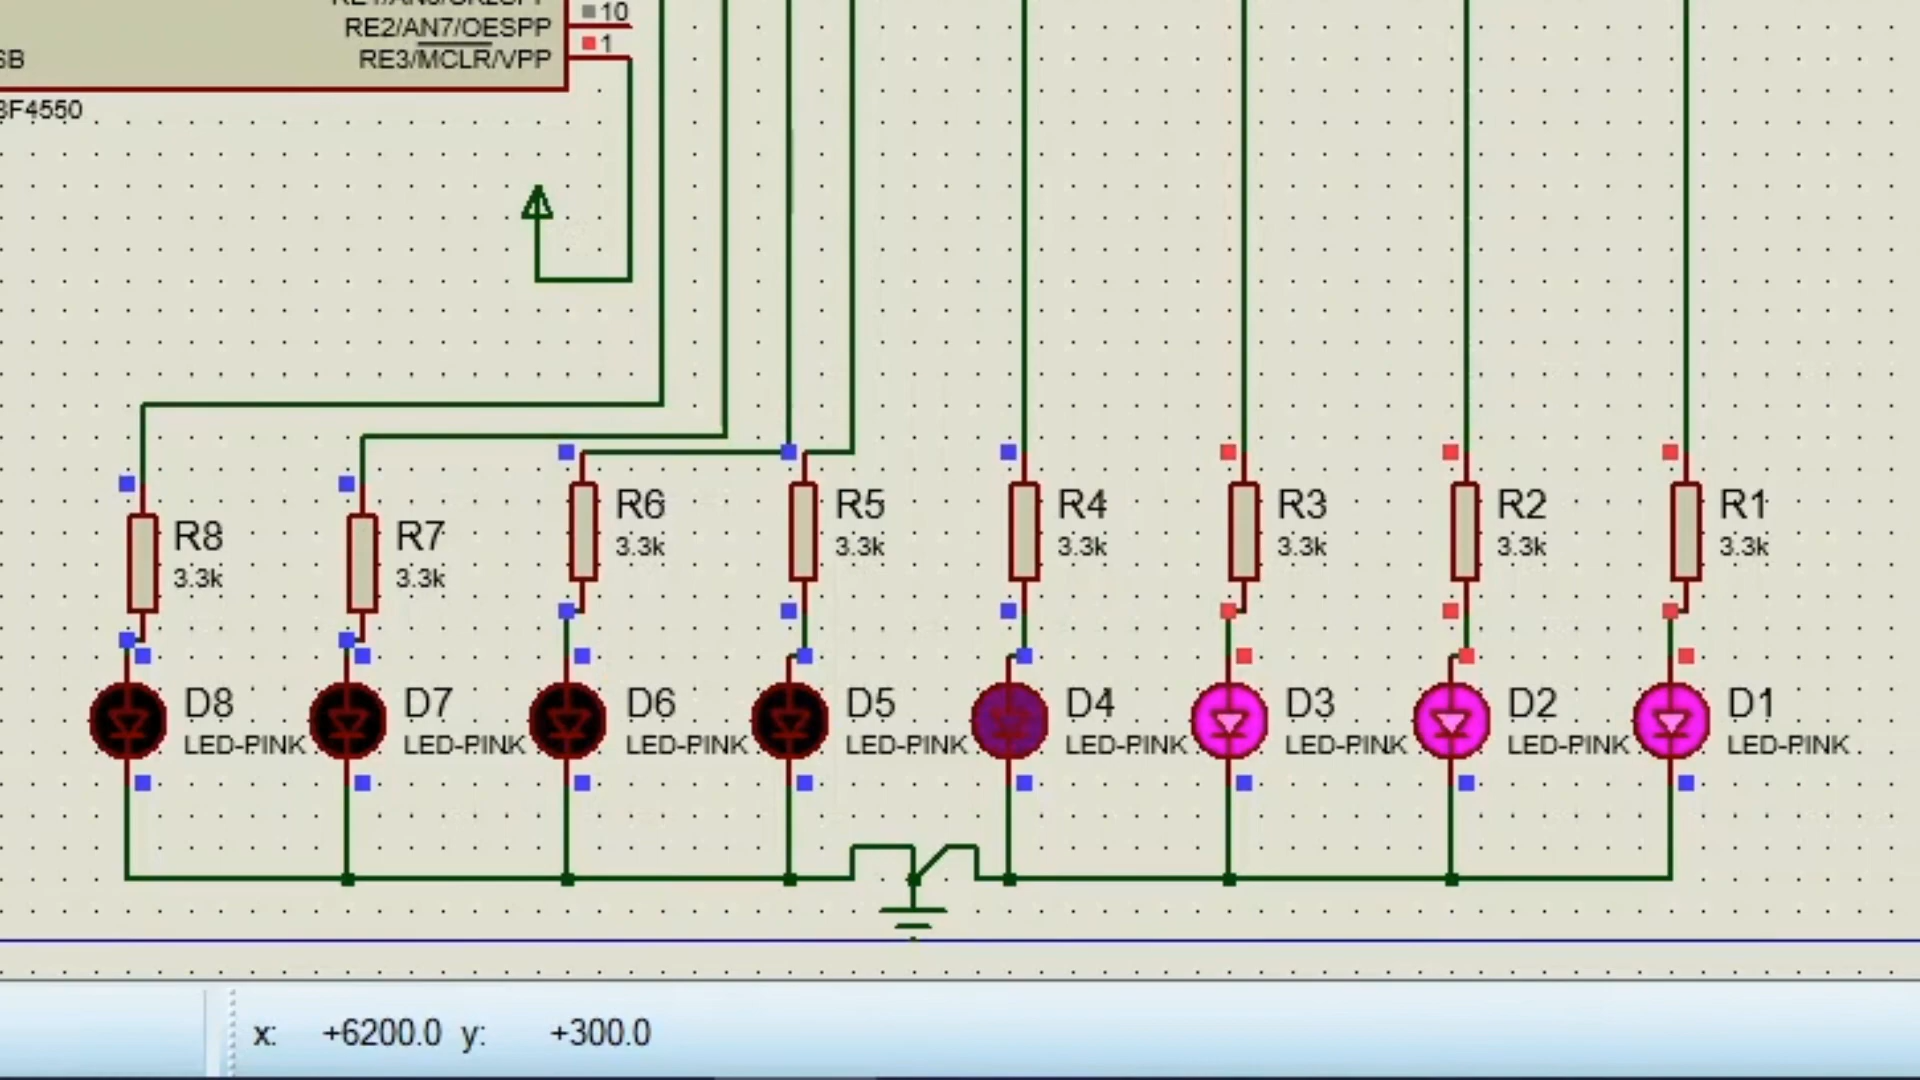 RE2/AN7/OESPP
10
RE3/MCLR/VPP
1
SB
8F4550
R8
3.3k
R7
3.3k
R6
3.3k
R5
3.3k
R4
3.3k
R3
3.3k
R2
3.3k
R1
3.3k
D8
LED-PINK
D7
LED-PINK
D6
LED-PINK
D5
LED-PINK
D4
LED-PINK
D3
LED-PINK
D2
LED-PINK
D1
LED-PINK
x: +6200.0 y: +300.0